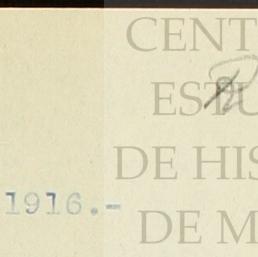 CENT
ESTU
DE HIS
1916.-
DE M